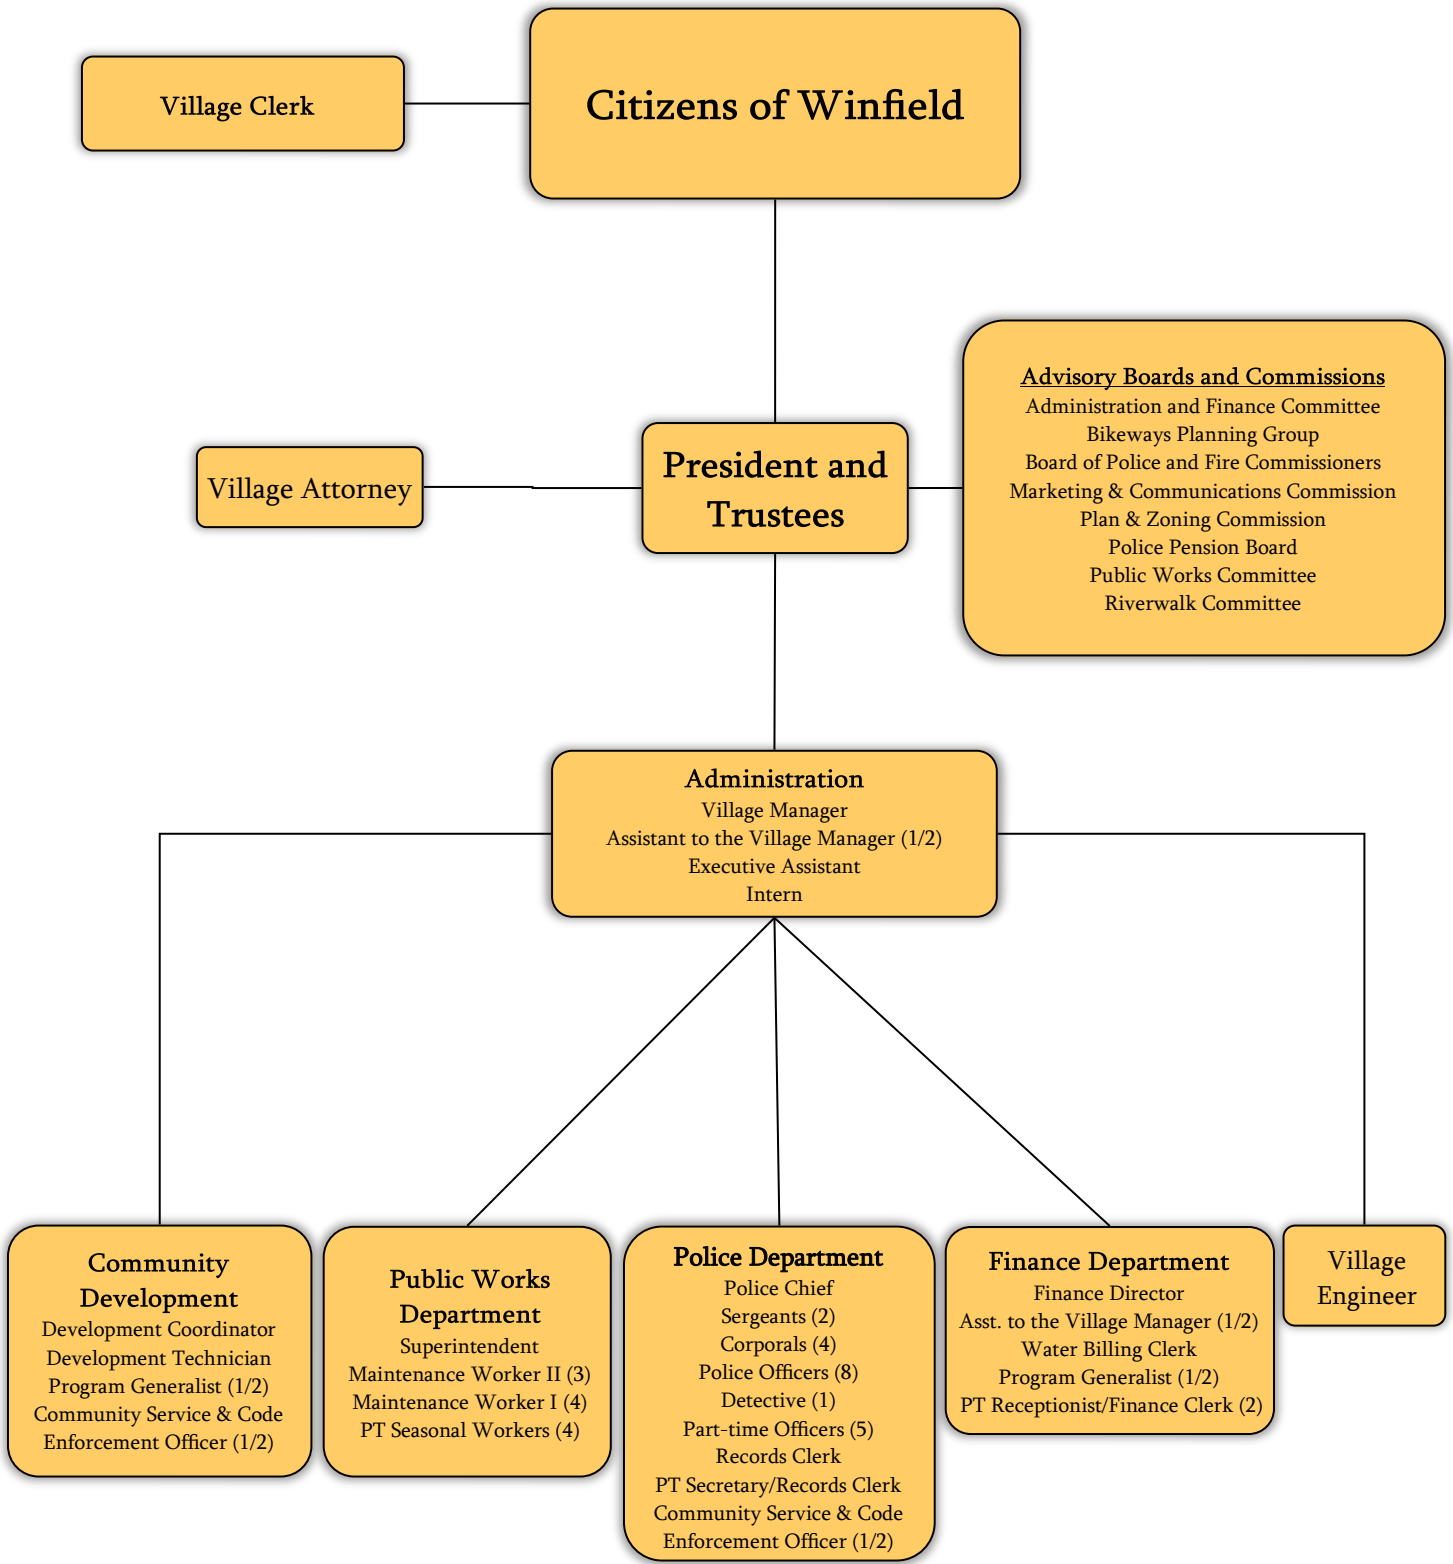 Village Clerk
Citizens of Winfield
Advisory Boards and Commissions
Administration and Finance Committee
Bikeways Planning Group
Board of Police and Fire Commissioners
Marketing & Communications Commission
Plan & Zoning Commission
Police Pension Board
Public Works Committee
Riverwalk Committee
Village Attorney
President and
Trustees
Administration
Village Manager
Assistant to the Village Manager (1/2)
Executive Assistant
Intern
Community
Development
Development Coordinator
Development Technician
Program Generalist (1/2)
Community Service & Code
Enforcement Officer (1/2)
Public Works
Department
Superintendent
Maintenance Worker II (3)
Maintenance Worker I (4)
PT Seasonal Workers (4)
Police Department
Police Chief
Sergeants (2)
Corporals (4)
Police Officers (8)
Detective (1)
Part-time Officers (5)
Records Clerk
PT Secretary/Records Clerk
Community Service & Code
Enforcement Officer (1/2)
Finance Department
Finance Director
Asst. to the Village Manager (1/2)
Water Billing Clerk
Program Generalist (1/2)
PT Receptionist/Finance Clerk (2)
Village
Engineer